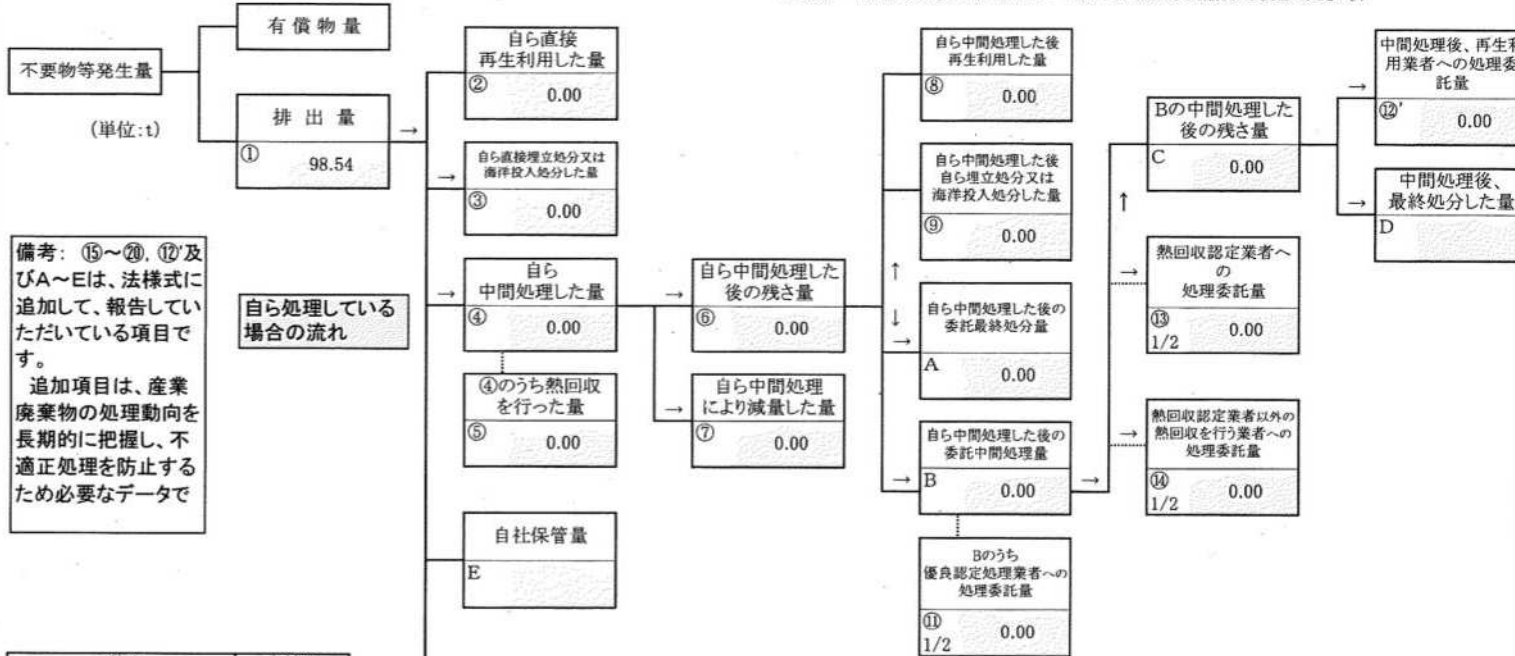 有償物量
不要物等発生量
(単位:t)
排出量
①
98.54
→
備考: ⑮～⑳, ⑫'及
びA～Eは、法様式に
追加して、報告してい
ただいている項目で
す。
追加項目は、産業
廃棄物の処理動向を
長期的に把握し、不
適正処理を防止する
ため必要なデータで
自ら処理している
場合の流れ
自ら直接
再生利用した量
②
0.00
→
自ら直接埋立処分又は
海洋投入処分した量
③
0.00
→
自ら
中間処理した量
④
0.00
④のうち熱回収
を行った量
⑤
0.00
自社保管量
E
→
自ら中間処理した
後の残さ量
⑥
0.00
→
自ら中間処理
により減量した量
⑦
0.00
自ら中間処理した後
再生利用した量
⑧
0.00
自ら中間処理した後
自ら埋立処分又は
海洋投入処分した量
⑨
0.00
↑
↓
→
自ら中間処理した後の
委託最終処分量
A
0.00
→
自ら中間処理した後の
委託中間処理量
B
0.00
→
Bのうち
優良認定処理業者への
処理委託量
⑪
1/2
0.00
Bの中間処理した
後の残さ量
C
0.00
↑
→
熱回収認定業者へ
の
処理委託量
⑬
1/2
0.00
→
熱回収認定業者以外の
熱回収を行う業者への
処理委託量
⑭
1/2
0.00
→
中間処理後、再生利
用業者への処理委
託量
⑫'
0.00
→
中間処理後、
最終処分した量
D